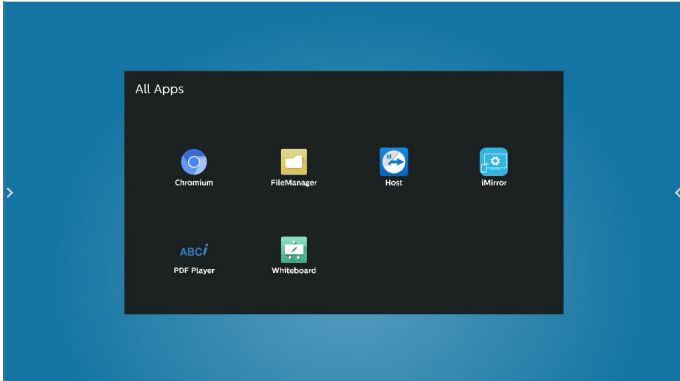 All Apps
Chromium
FileManager
H
Host
iMirror
ABCi
PDF Player
Whiteboard